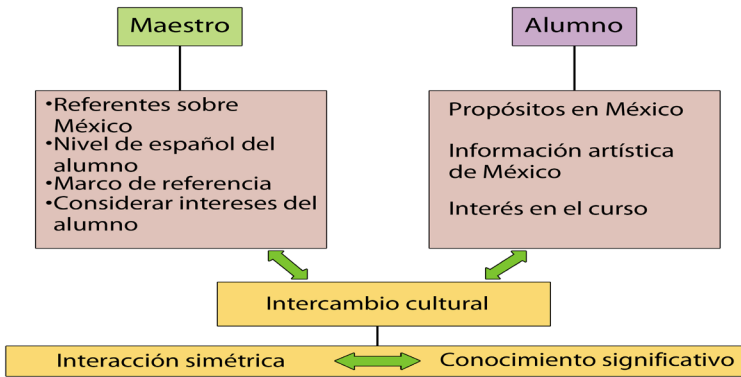 Maestro
Alumno
•Referentes sobre
México
•Nivel de español del
alumno
•Marco de referencia
•Considerar intereses del
alumno
Propósitos en México
Información artística
de México
Interés en el curso
Intercambio cultural
Interacción simétrica
Conocimiento significativo